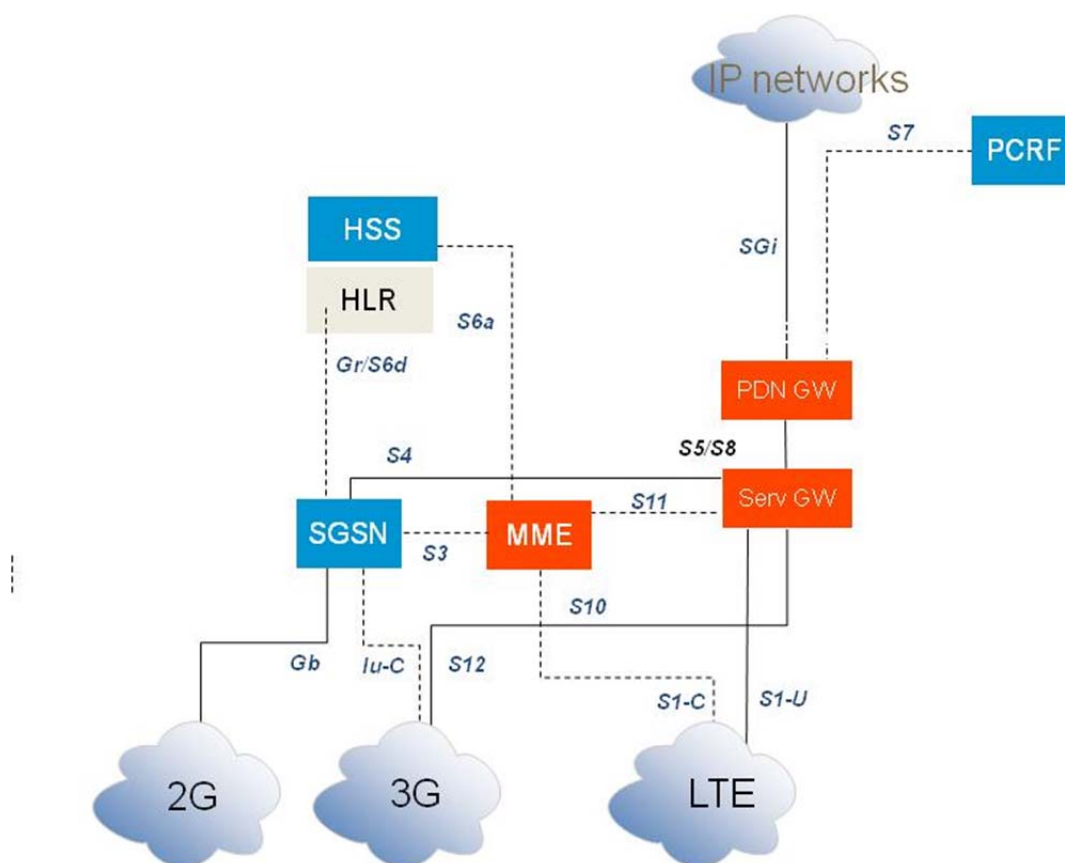 IP networks
S7
PCRF
HSS
SGi
HLR
S6a
Gr/S6d
PDN GW
S5/S8
S4
Serv GW
S11
SGSN
MME
S3
S10
Gb
Iu-C
S12
S1-C
S1-U
2G
3G
LTE